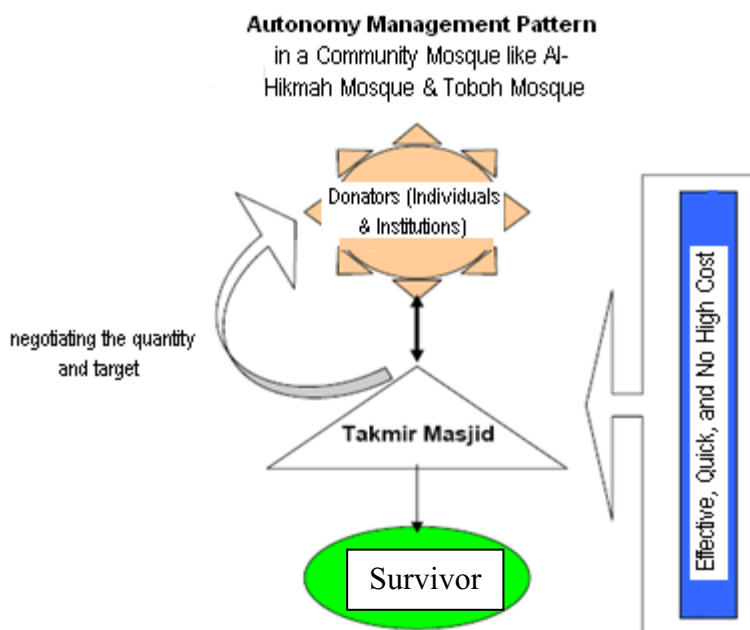 Autonomy Management Pattern
in a Community Mosque like Al-
Hikmah Mosque & Toboh Mosque
Donators (Individuals
& Institutions)
negotiating the quantity
and target
Takmir Masjid
Survivor
Effective, Quick, and No High Cost